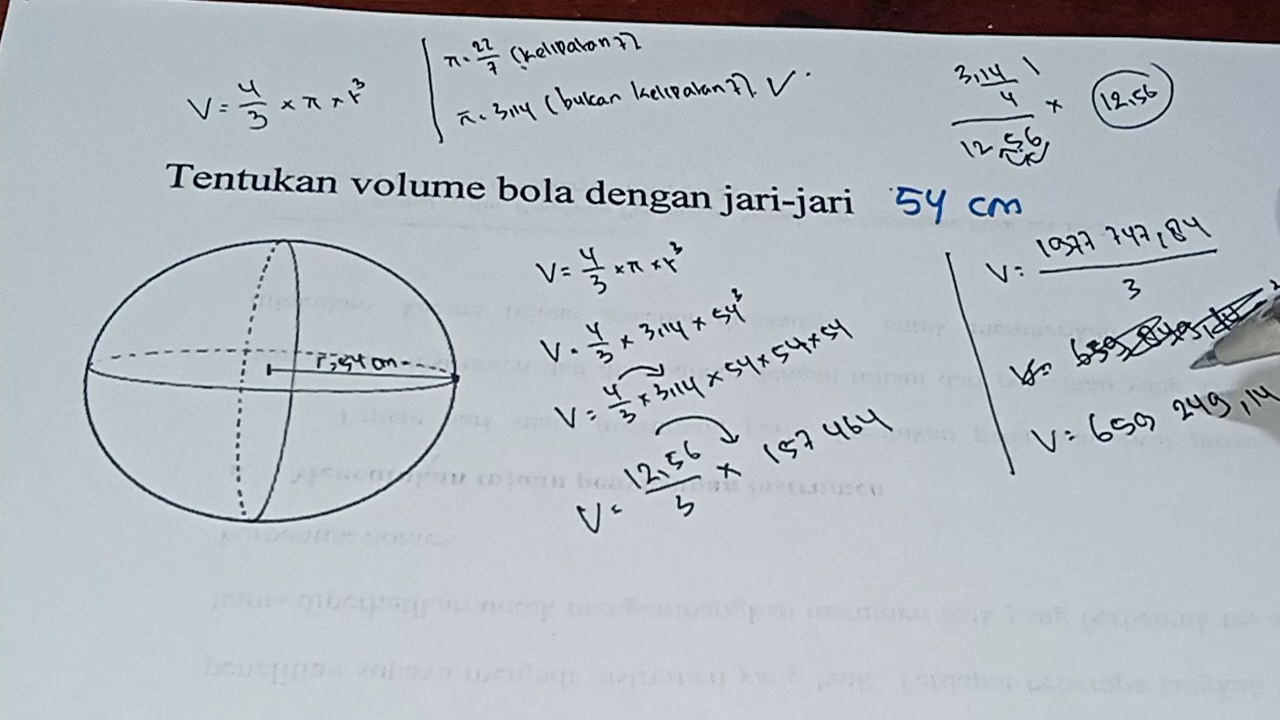 V = 4/3 × π × r³
π = 22/7 (kelipatan 7)
π = 3,14 (bukan kelipatan 7). V
3,14
4 ×
12,56
12,56
Tentukan volume bola dengan jari-jari 54 cm
r=54cm
V = 4/3 × π × r³
V = 4/3 × 3,14 × 54³
V = 4/3 × 3,14 × 54 × 54 × 54
V = 12,56/3 × 157 464
V = 1977 747,84/3
V = 659 249,14